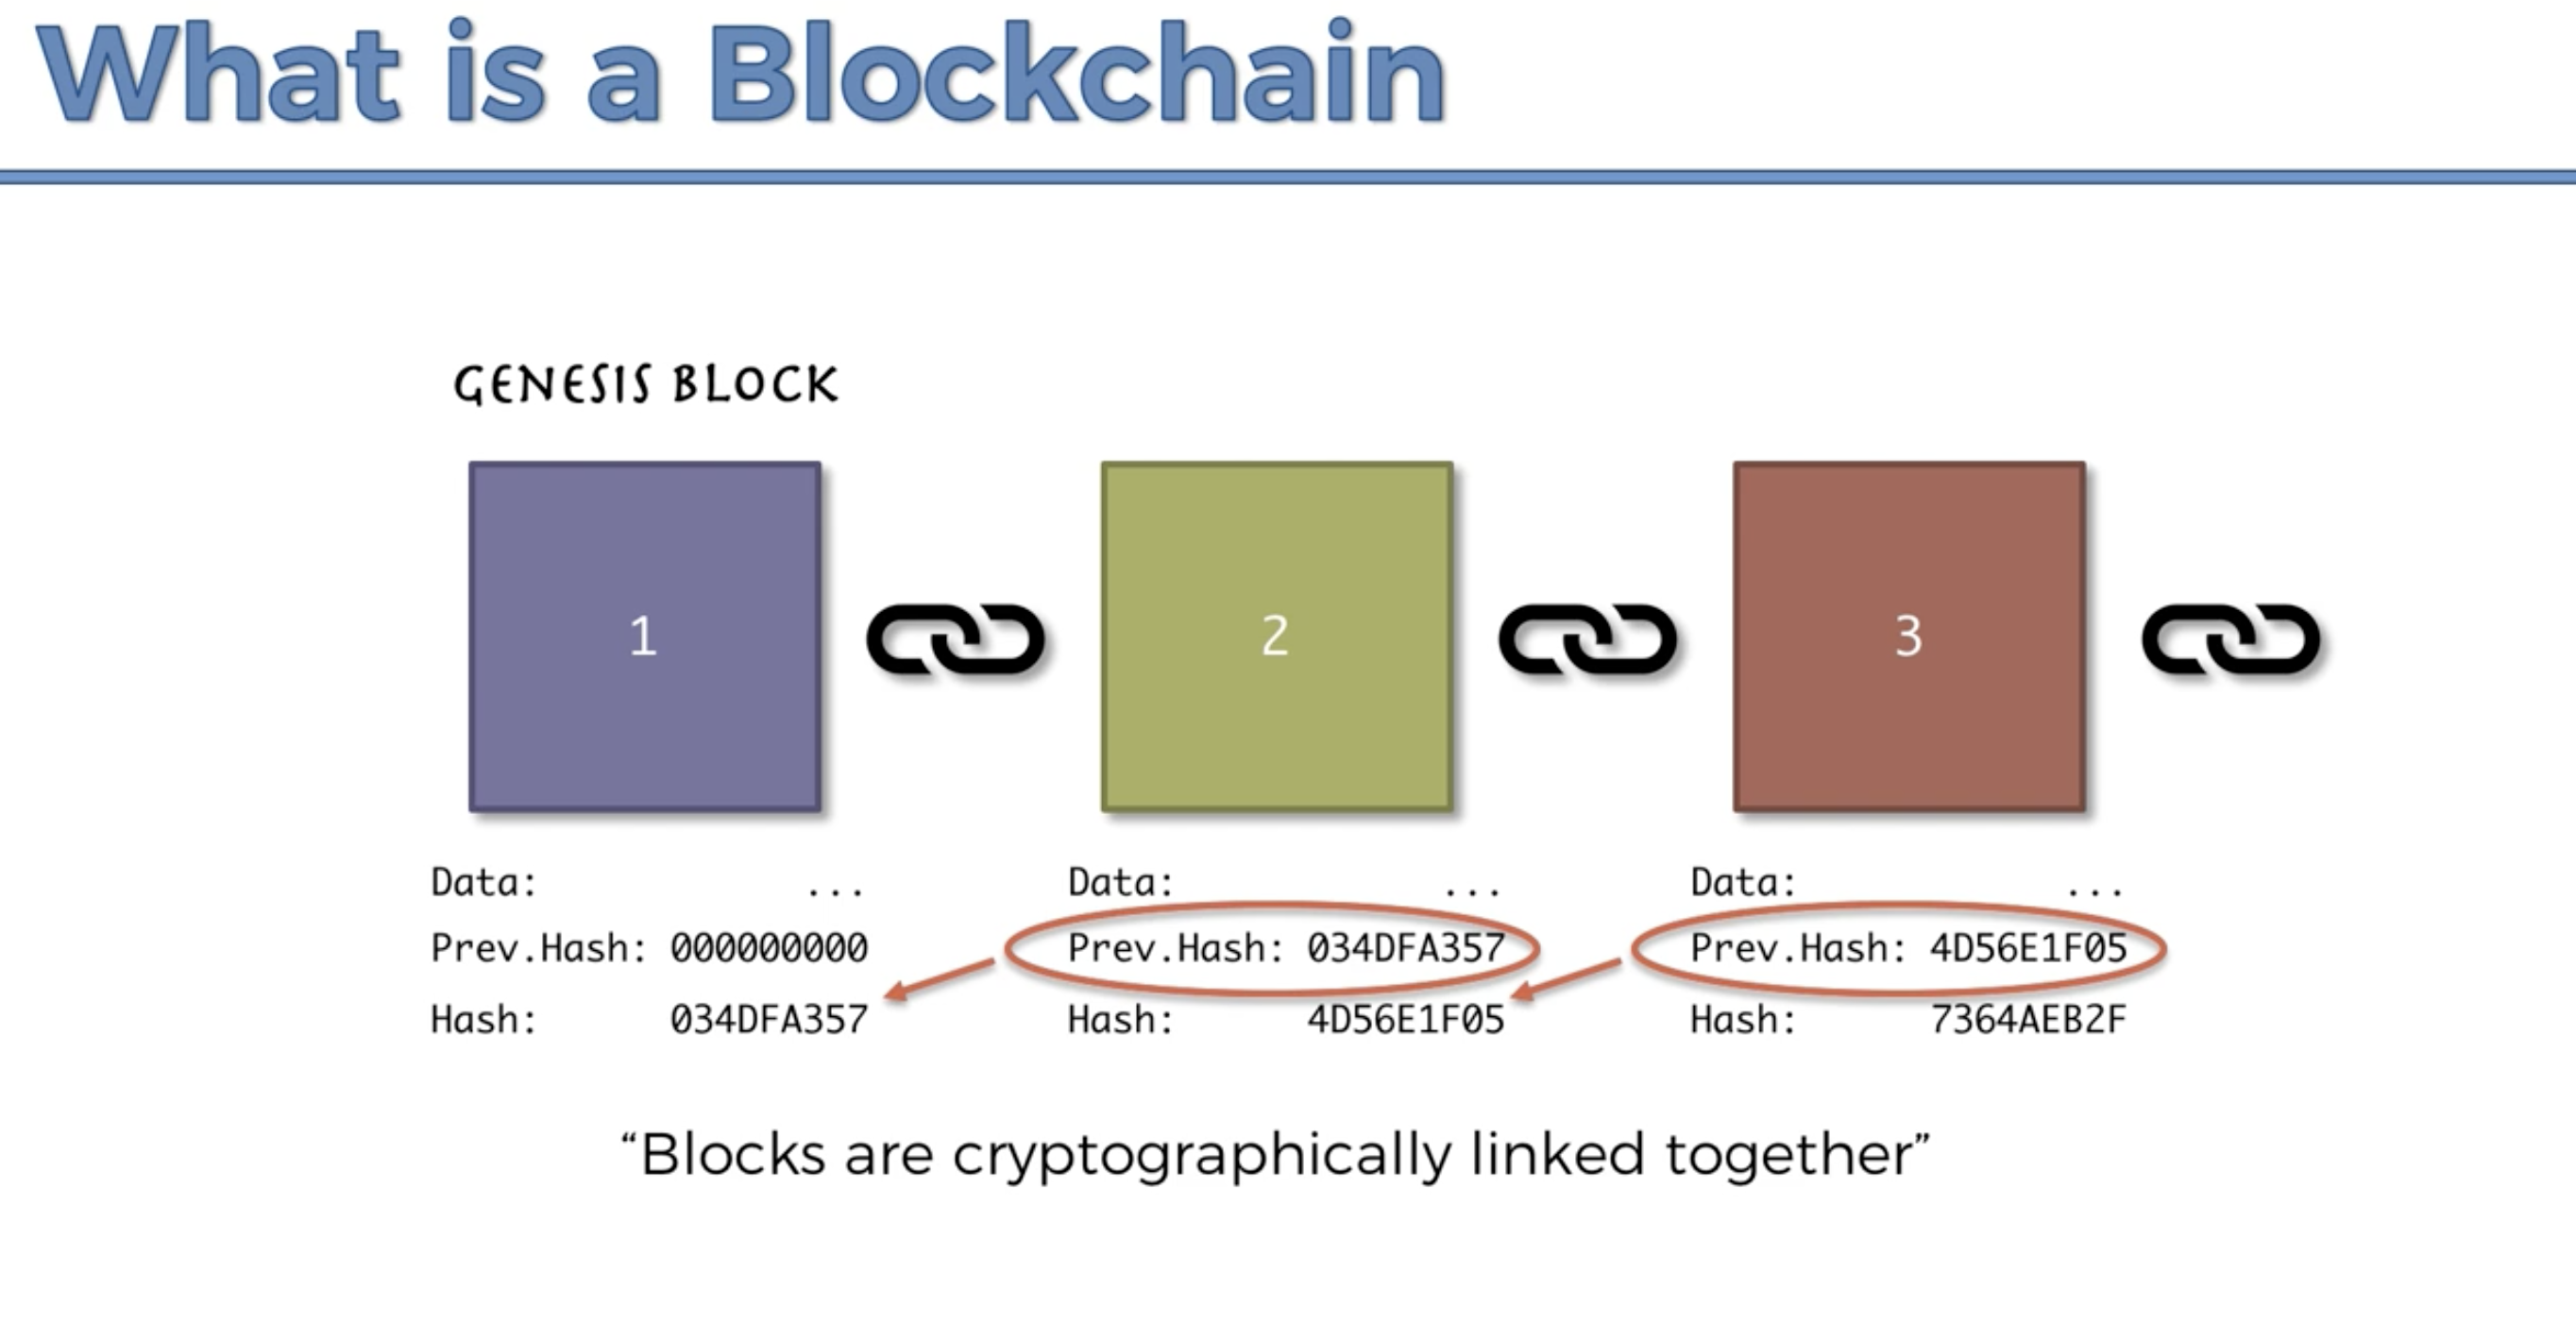 What is a Blockchain
GENESIS BLOCK
1
2
3
Data: ...
Prev.Hash: 000000000
Hash: 034DFA357
Data: ...
Prev.Hash: 034DFA357
Hash: 4D56E1F05
Data: ...
Prev.Hash: 4D56E1F05
Hash: 7364AEB2F
“Blocks are cryptographically linked together”